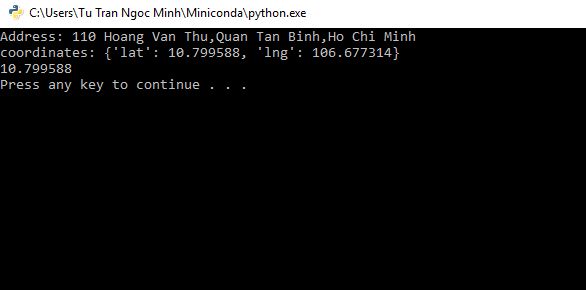 C:\Users\Tu Tran Ngoc Minh\Miniconda\python.exe
Address: 110 Hoang Van Thu,Quan Tan Binh,Ho Chi Minh
coordinates: {'lat': 10.799588, 'lng': 106.677314}
10.799588
Press any key to continue . . .